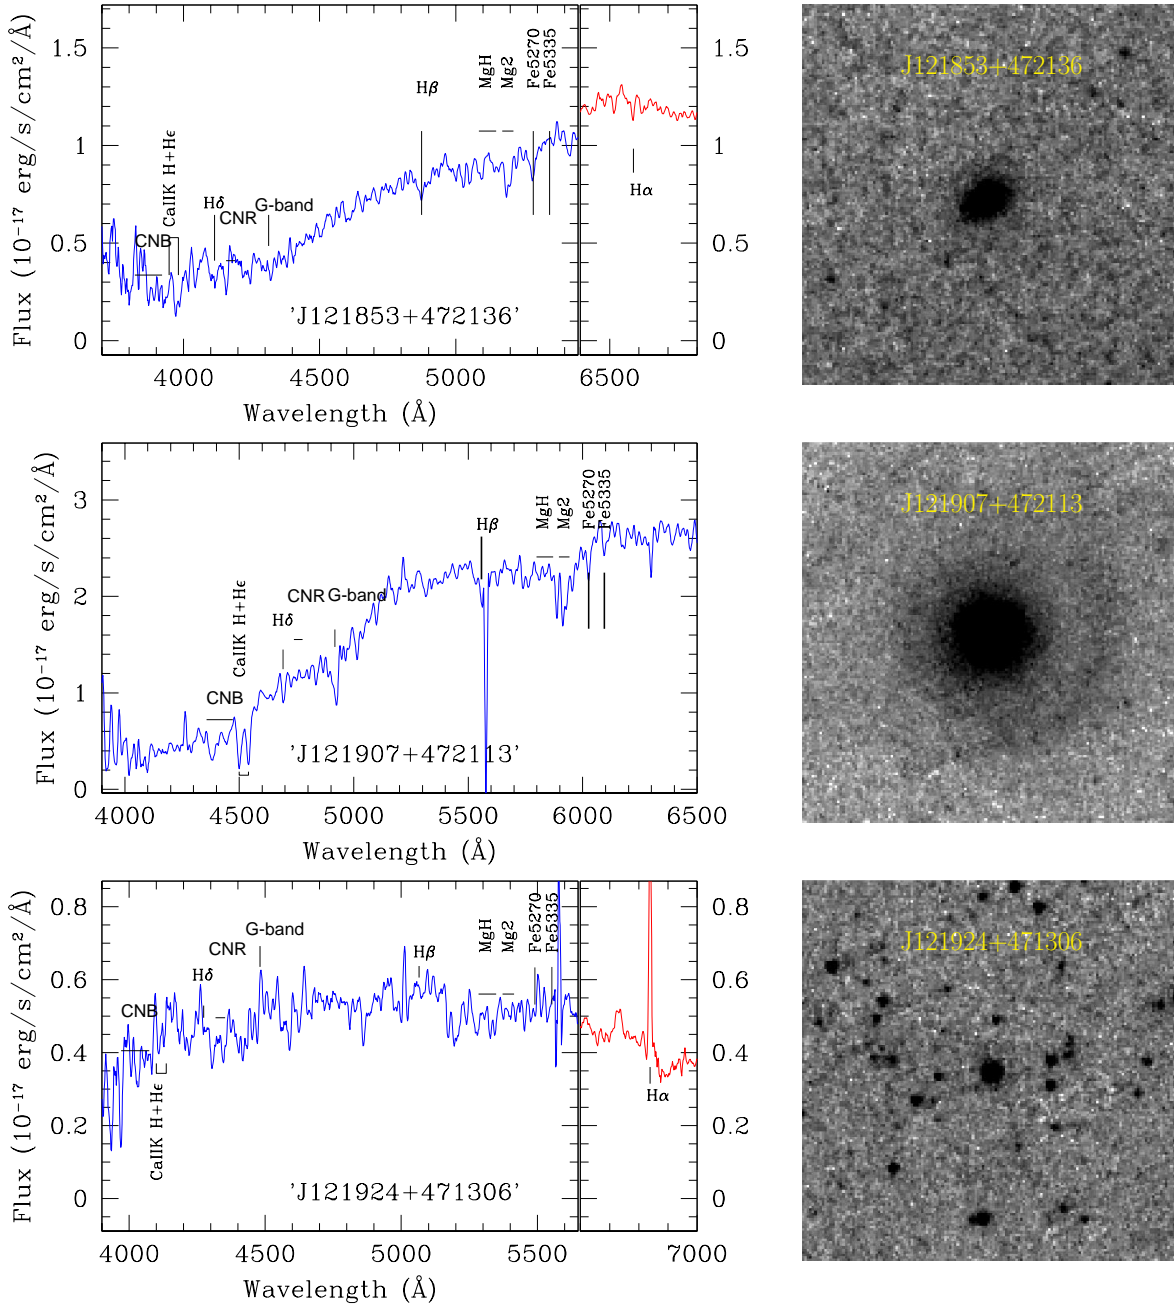 1.5
1
0.5
0
Flux (10⁻¹⁷ erg/s/cm²/Å)
CNB
CaIIK H+Hϵ
Hδ
CNR
G-band
Hβ
MgH
Mg2
Fe5270
Fe5335
Hα
'J121853+472136'
1.5
1
0.5
0
4000 4500 5000 6500
Wavelength (Å)
J121853+472136
3
2
1
0
Flux (10⁻¹⁷ erg/s/cm²/Å)
CNB
CaIIK H+Hϵ
Hδ
CNR
G-band
Hβ
MgH
Mg2
Fe5270
Fe5335
'J121907+472113'
4000 4500 5000 5500 6000 6500
Wavelength (Å)
J121907+472113
0.8
0.6
0.4
0.2
0
Flux (10⁻¹⁷ erg/s/cm²/Å)
CNB
CaIIK H+Hϵ
Hδ
CNR
G-band
Hβ
MgH
Mg2
Fe5270
Fe5335
Hα
'J121924+471306'
0.8
0.6
0.4
0.2
0
4000 4500 5000 5500 7000
Wavelength (Å)
J121924+471306